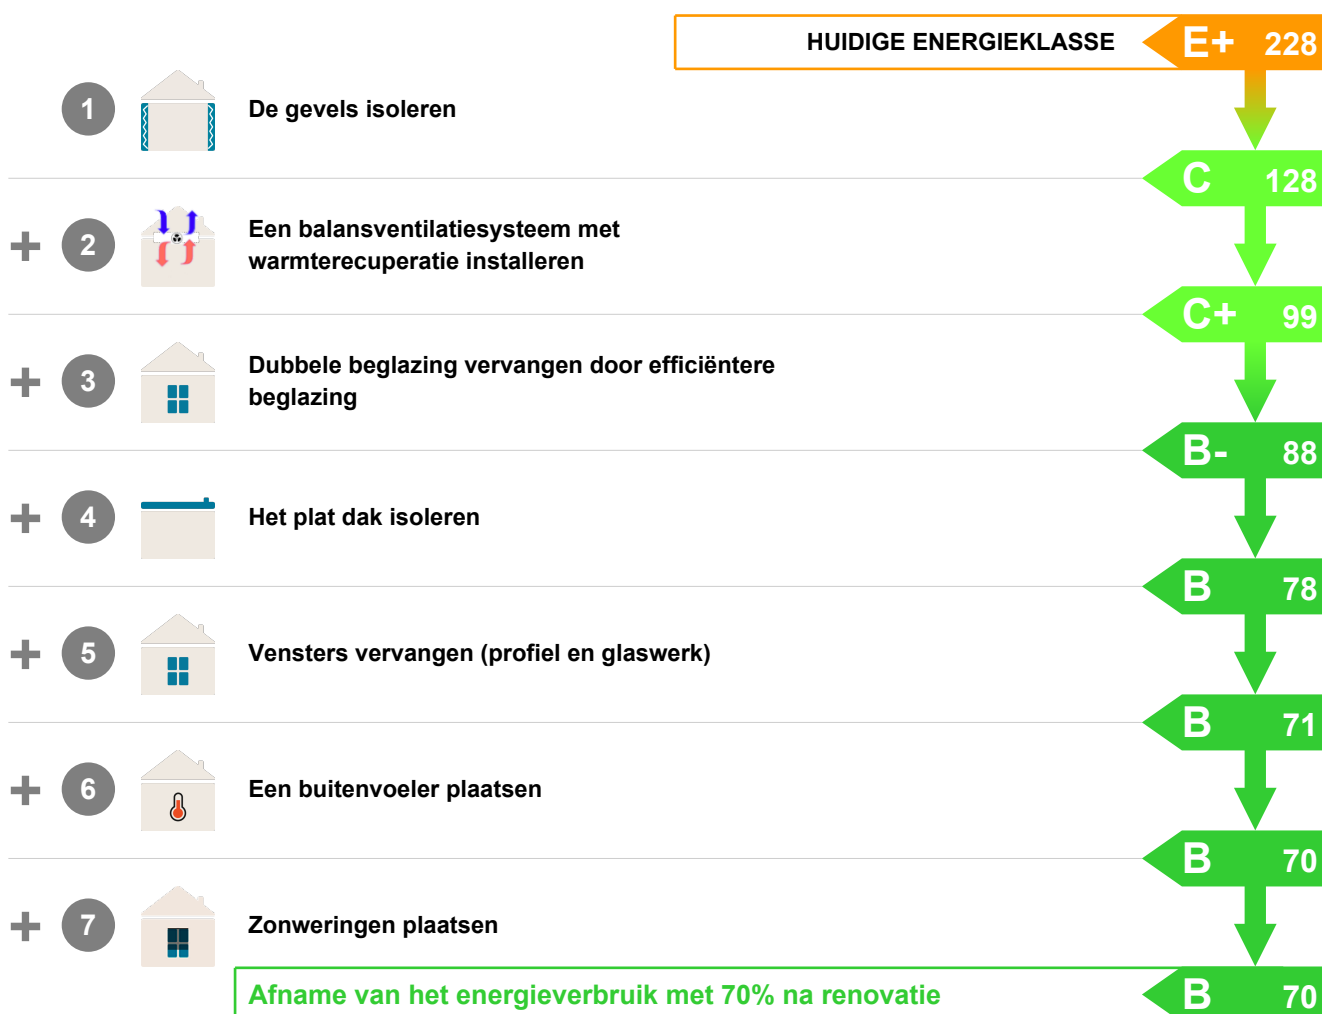 HUIDIGE ENERGIEKLASSE E+ 228
1 De gevels isoleren
C 128
+ 2 Een balansventilatiesysteem met
warmterecuperatie installeren
C+ 99
+ 3 Dubbele beglazing vervangen door efficiëntere
beglazing
B- 88
+ 4 Het plat dak isoleren
B 78
+ 5 Vensters vervangen (profiel en glaswerk)
B 71
+ 6 Een buitenvoeler plaatsen
B 70
+ 7 Zonweringen plaatsen
Afname van het energieverbruik met 70% na renovatie B 70